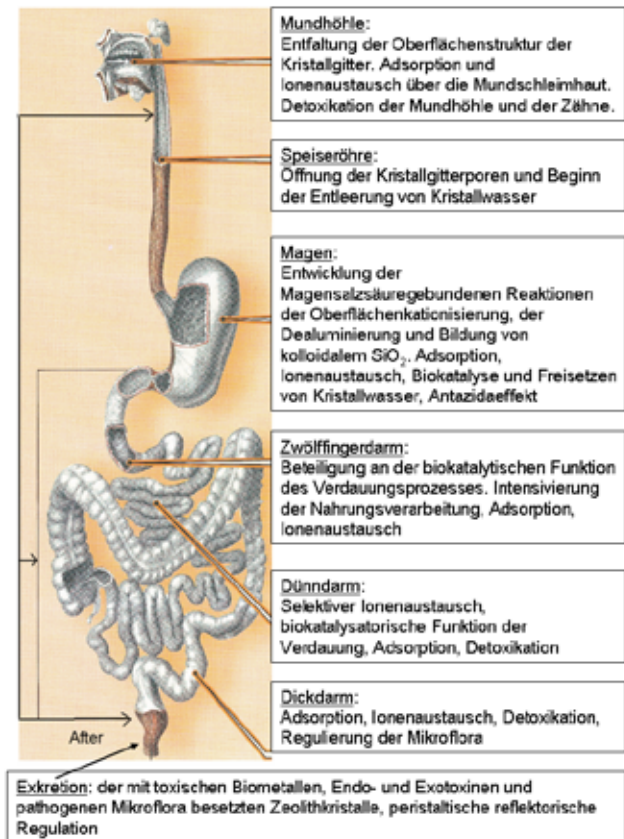 Mundhöhle:
Entfaltung der Oberflächenstruktur der
Kristallgitter. Adsorption und
Ionenaustausch über die Mundschleimhaut.
Detoxikation der Mundhöhle und der Zähne.
Speiseröhre:
Öffnung der Kristallgitterporen und Beginn
der Entleerung von Kristallwasser
Magen:
Entwicklung der
Magensalzsäuregebundenen Reaktionen
der Oberflächenkationisierung, der
Dealuminierung und Bildung von
kolloidalem SiO₂. Adsorption,
Ionenaustausch, Biokatalyse und Freisetzen
von Kristallwasser, Antazidaeffekt
Zwölffingerdarm:
Beteiligung an der biokatalytischen Funktion
des Verdauungsprozesses. Intensivierung
der Nahrungsverarbeitung, Adsorption,
Ionenaustausch
Dünndarm:
Selektiver Ionenaustausch,
biokatalysatorische Funktion der
Verdauung, Adsorption, Detoxikation
Dickdarm:
Adsorption, Ionenaustausch, Detoxikation,
Regulierung der Mikroflora
After
Exkretion: der mit toxischen Biometallen, Endo- und Exotoxinen und
pathogenen Mikroflora besetzten Zeolithkristalle, peristaltische reflektorische
Regulation